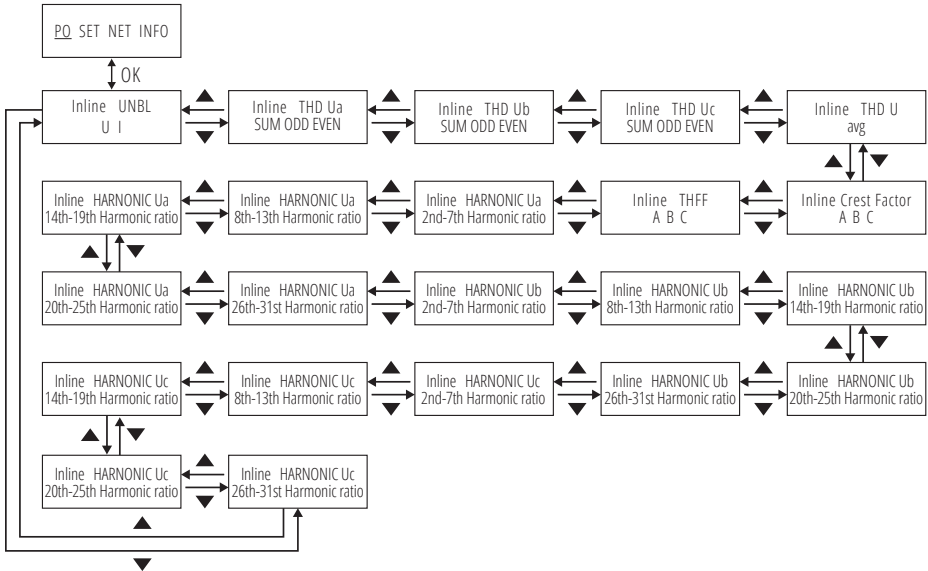 PO SET NET INFO
OK
Inline UNBL
U I
Inline THD Ua
SUM ODD EVEN
Inline THD Ub
SUM ODD EVEN
Inline THD Uc
SUM ODD EVEN
Inline THD U
avg
Inline HARNONIC Ua
14th-19th Harmonic ratio
Inline HARNONIC Ua
8th-13th Harmonic ratio
Inline HARNONIC Ua
2nd-7th Harmonic ratio
Inline THFF
A B C
Inline Crest Factor
A B C
Inline HARNONIC Ua
20th-25th Harmonic ratio
Inline HARNONIC Ua
26th-31st Harmonic ratio
Inline HARNONIC Ub
2nd-7th Harmonic ratio
Inline HARNONIC Ub
8th-13th Harmonic ratio
Inline HARNONIC Ub
14th-19th Harmonic ratio
Inline HARNONIC Uc
14th-19th Harmonic ratio
Inline HARNONIC Uc
8th-13th Harmonic ratio
Inline HARNONIC Uc
2nd-7th Harmonic ratio
Inline HARNONIC Ub
26th-31st Harmonic ratio
Inline HARNONIC Ub
20th-25th Harmonic ratio
Inline HARNONIC Uc
20th-25th Harmonic ratio
Inline HARNONIC Uc
26th-31st Harmonic ratio